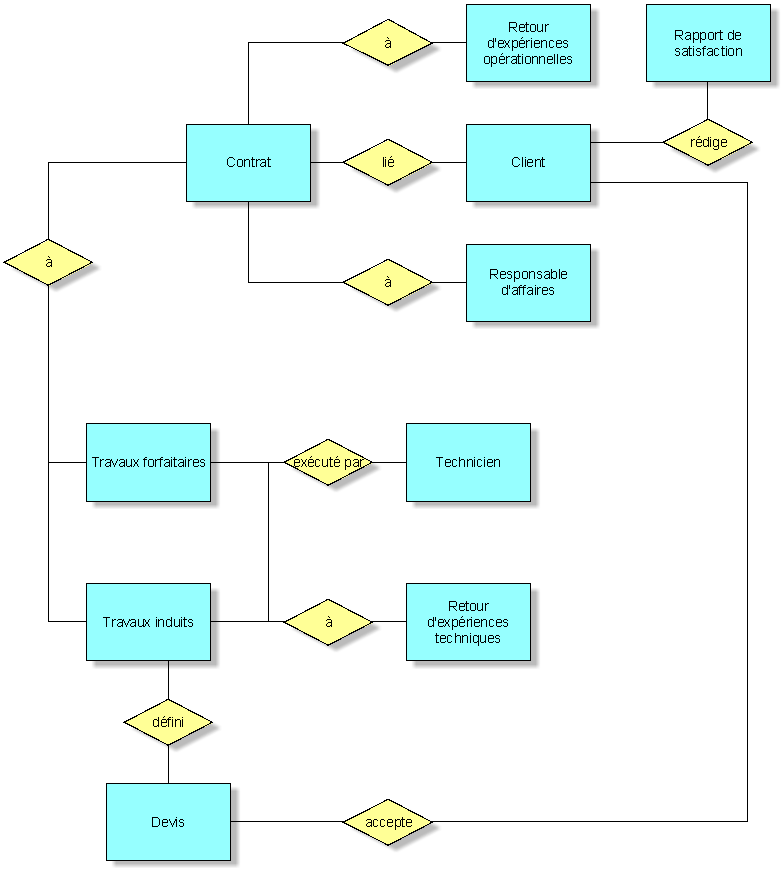 Retour
d'expériences
opérationnelles
Rapport de
satisfaction
à
rédige
Contrat
lié
Client
à
à
Responsable
d'affaires
Travaux forfaitaires
exécuté par
Technicien
Travaux induits
à
Retour
d'expériences
techniques
défini
Devis
accepte